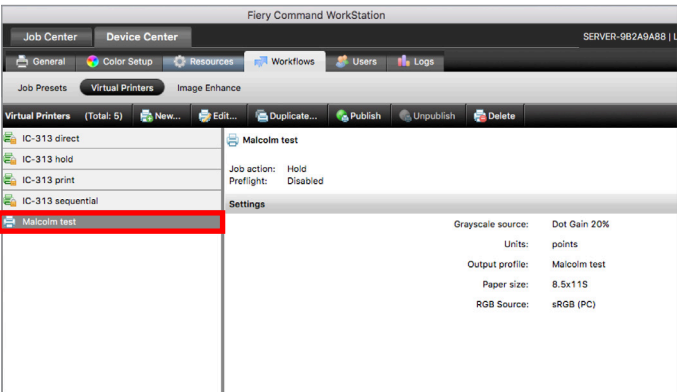 Fiery Command WorkStation
Job Center Device Center SERVER-9B2A9A88 | L
General Color Setup Resources Workflows Users Logs
Job Presets Virtual Printers Image Enhance
Virtual Printers (Total: 5) New... Edit... Duplicate... Publish Unpublish Delete
IC-313 direct
IC-313 hold
IC-313 print
IC-313 sequential
Malcolm test
Malcolm test
Job action: Hold
Preflight: Disabled
Settings
Grayscale source: Dot Gain 20%
Units: points
Output profile: Malcolm test
Paper size: 8.5x11S
RGB Source: sRGB (PC)